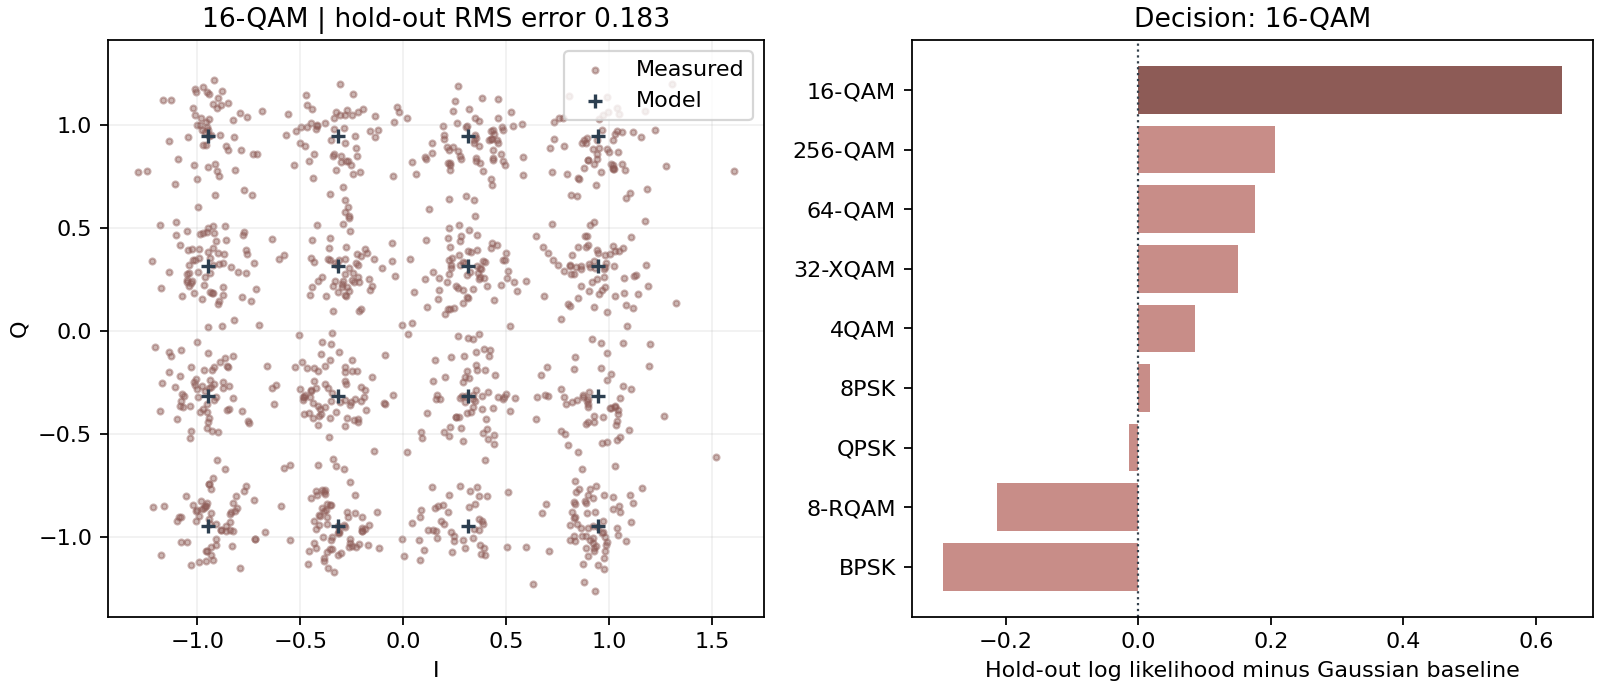 16-QAM | hold-out RMS error 0.183
Measured
Model
Q
1.0
0.5
0.0
−0.5
−1.0
−1.0
−0.5
0.0
0.5
1.0
1.5
I
Decision: 16-QAM
16-QAM
256-QAM
64-QAM
32-XQAM
4QAM
8PSK
QPSK
8-RQAM
BPSK
−0.2
0.0
0.2
0.4
0.6
Hold-out log likelihood minus Gaussian baseline